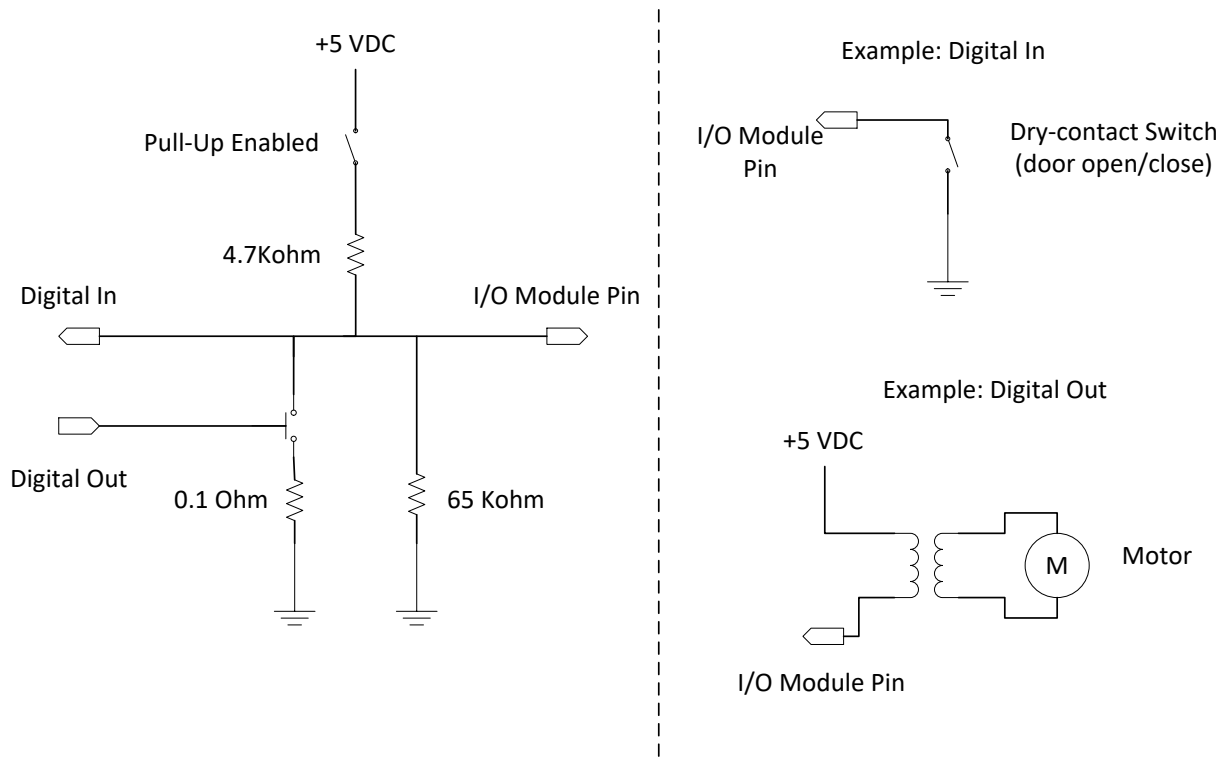 +5 VDC
Pull-Up Enabled
4.7Kohm
Digital In
I/O Module Pin
Digital Out
0.1 Ohm
65 Kohm
Example: Digital In
I/O Module
Pin
Dry-contact Switch
(door open/close)
Example: Digital Out
+5 VDC
M
Motor
I/O Module Pin